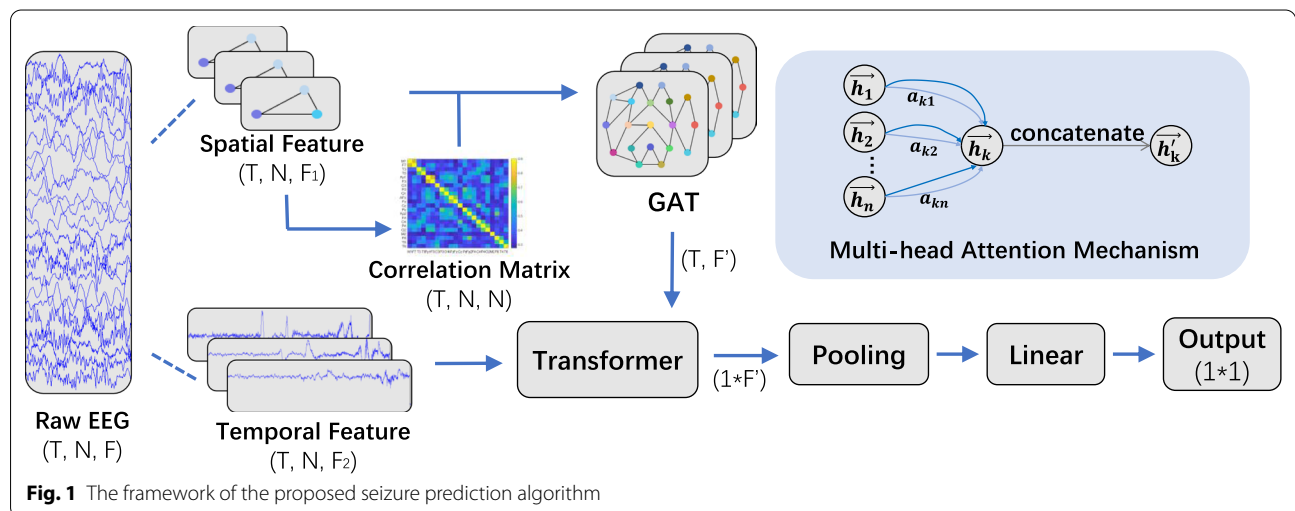 Raw EEG
(T, N, F)
Spatial Feature
(T, N, F₁)
Correlation Matrix
(T, N, N)
Temporal Feature
(T, N, F₂)
GAT
(T, F')
Transformer
(1*F')
Pooling
Linear
Output
(1*1)
h₁
aₖ₁
h₂
aₖ₂
hₙ
aₖₙ
hₖ
concatenate
h'ₖ
Multi-head Attention Mechanism
Fig. 1 The framework of the proposed seizure prediction algorithm